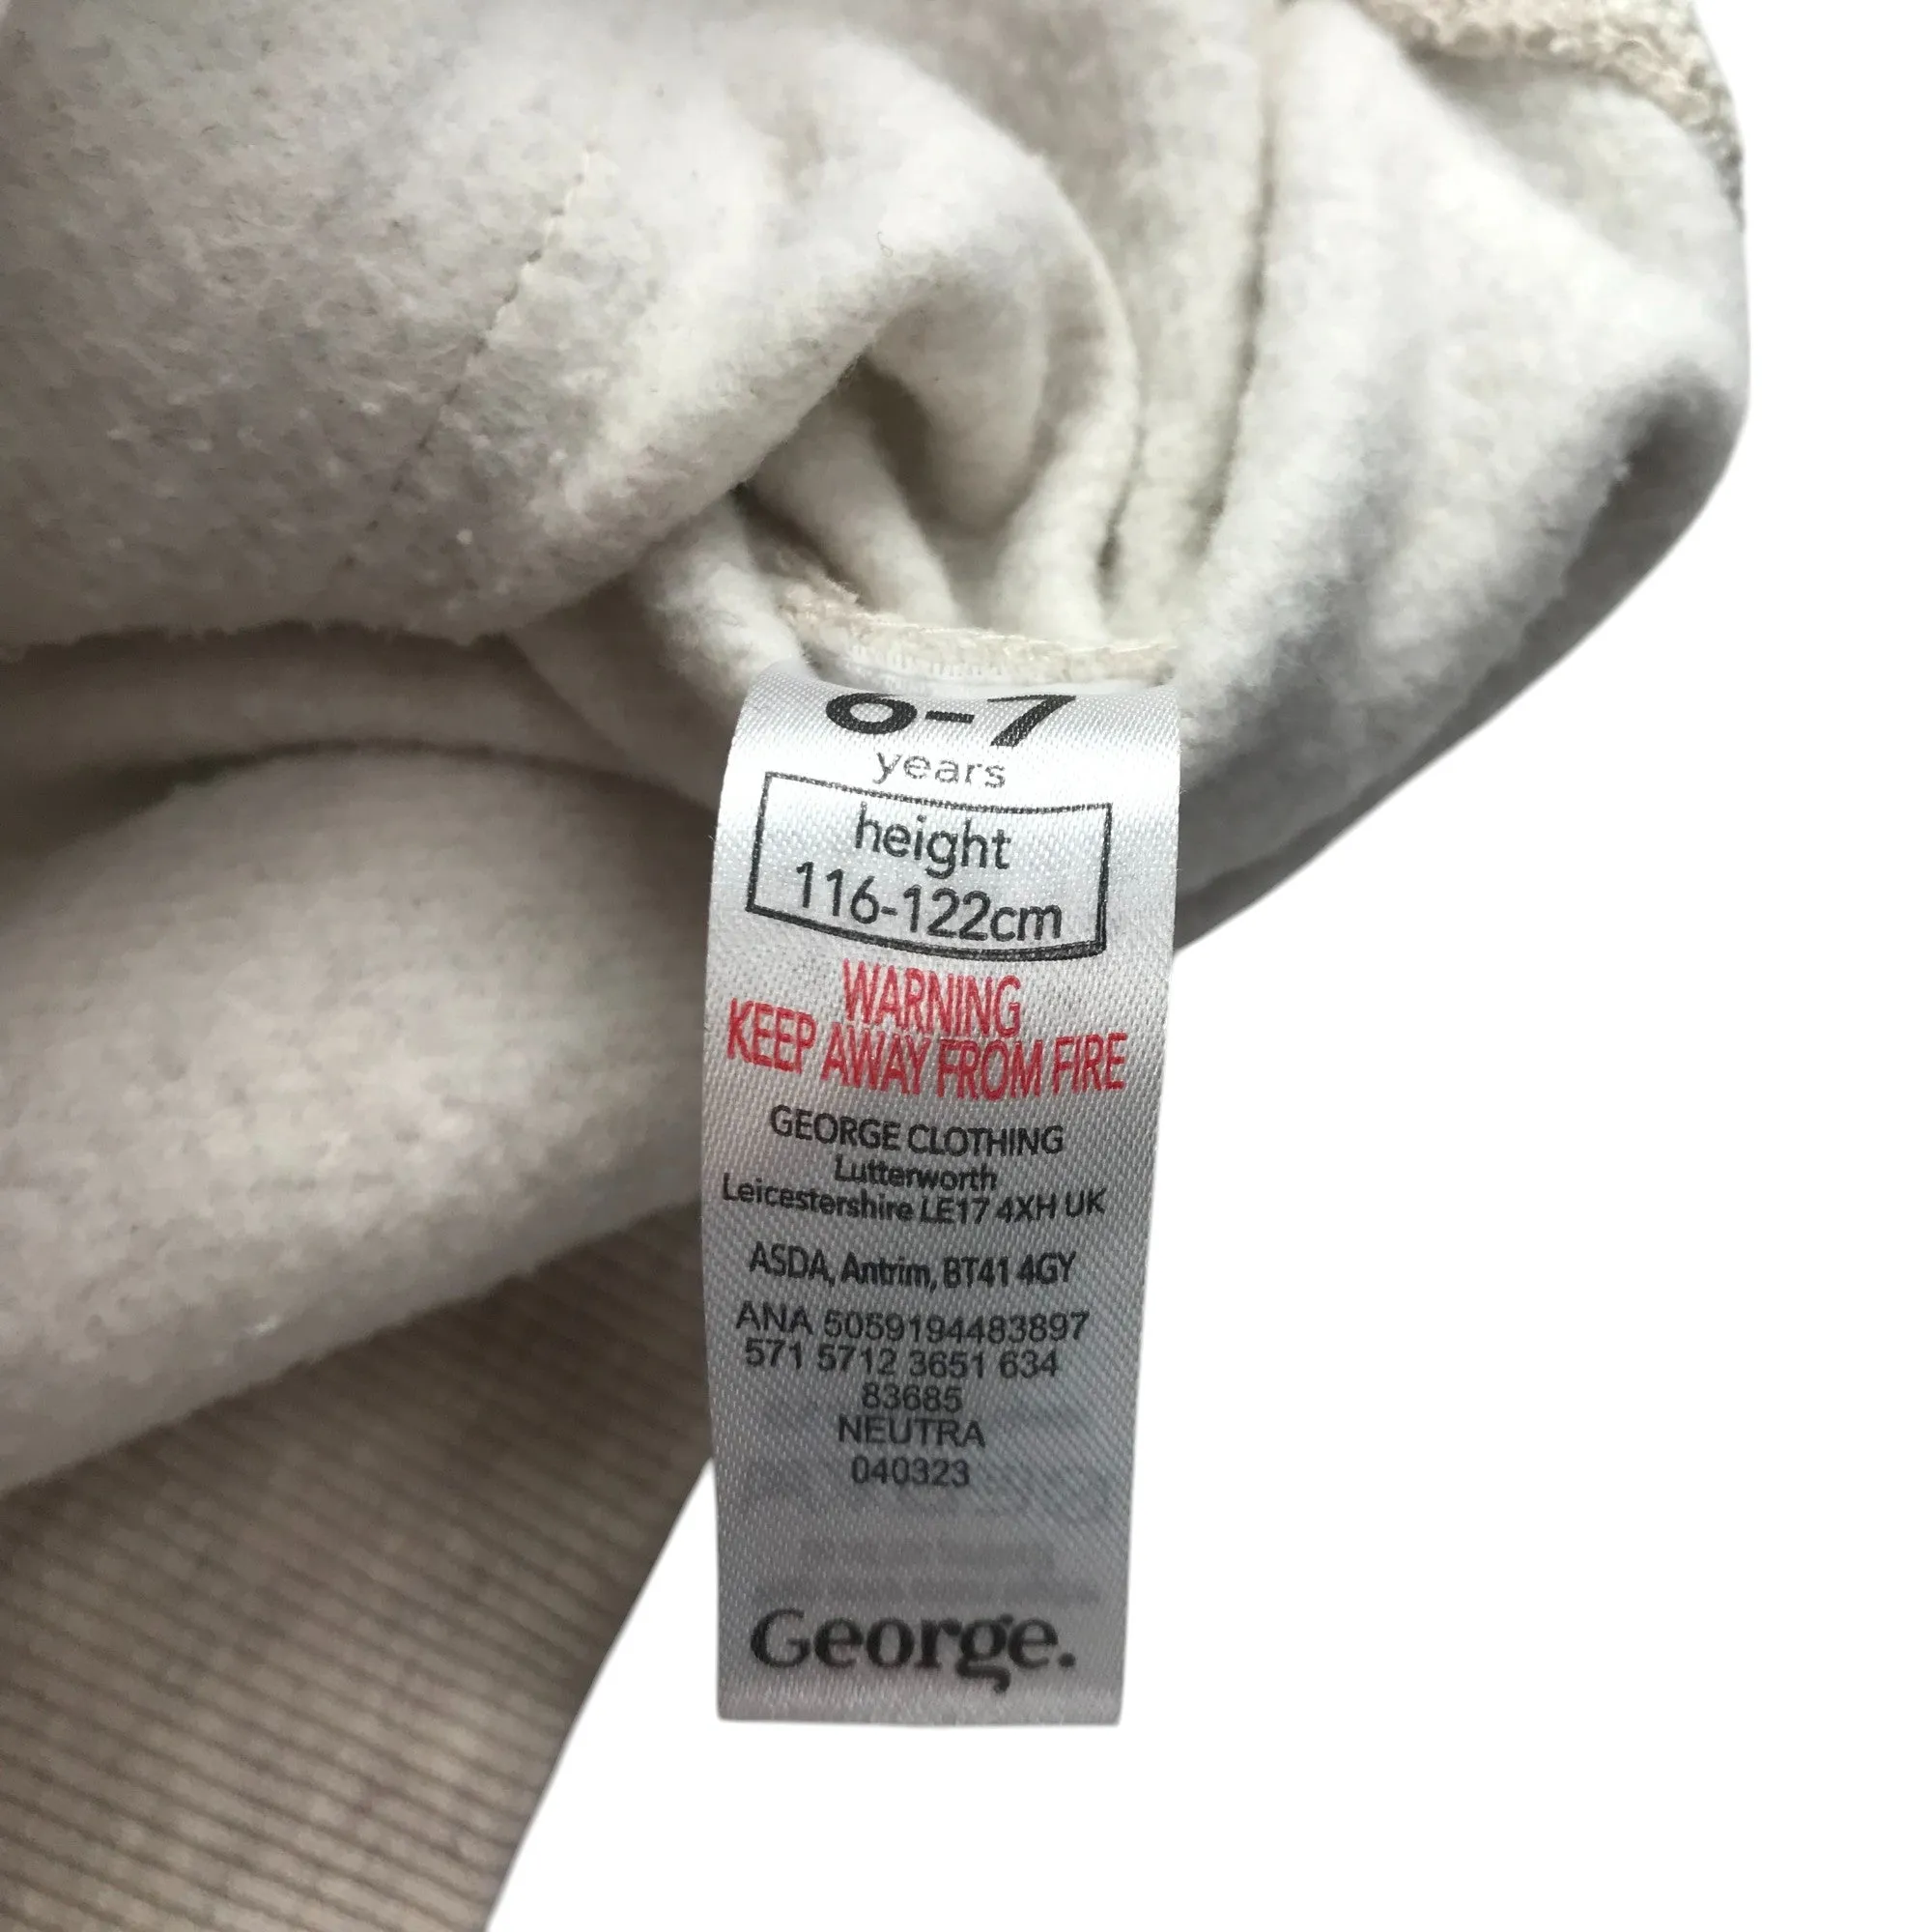 6-7
years
height
116-122cm
WARNING
KEEP AWAY FROM FIRE
GEORGE CLOTHING
Lutterworth
Leicestershire LE17 4XH UK
ASDA, Antrim, BT41 4GY
ANA 5059194483897
571 5712 3651 634
83685
NEUTRA
040323
George.